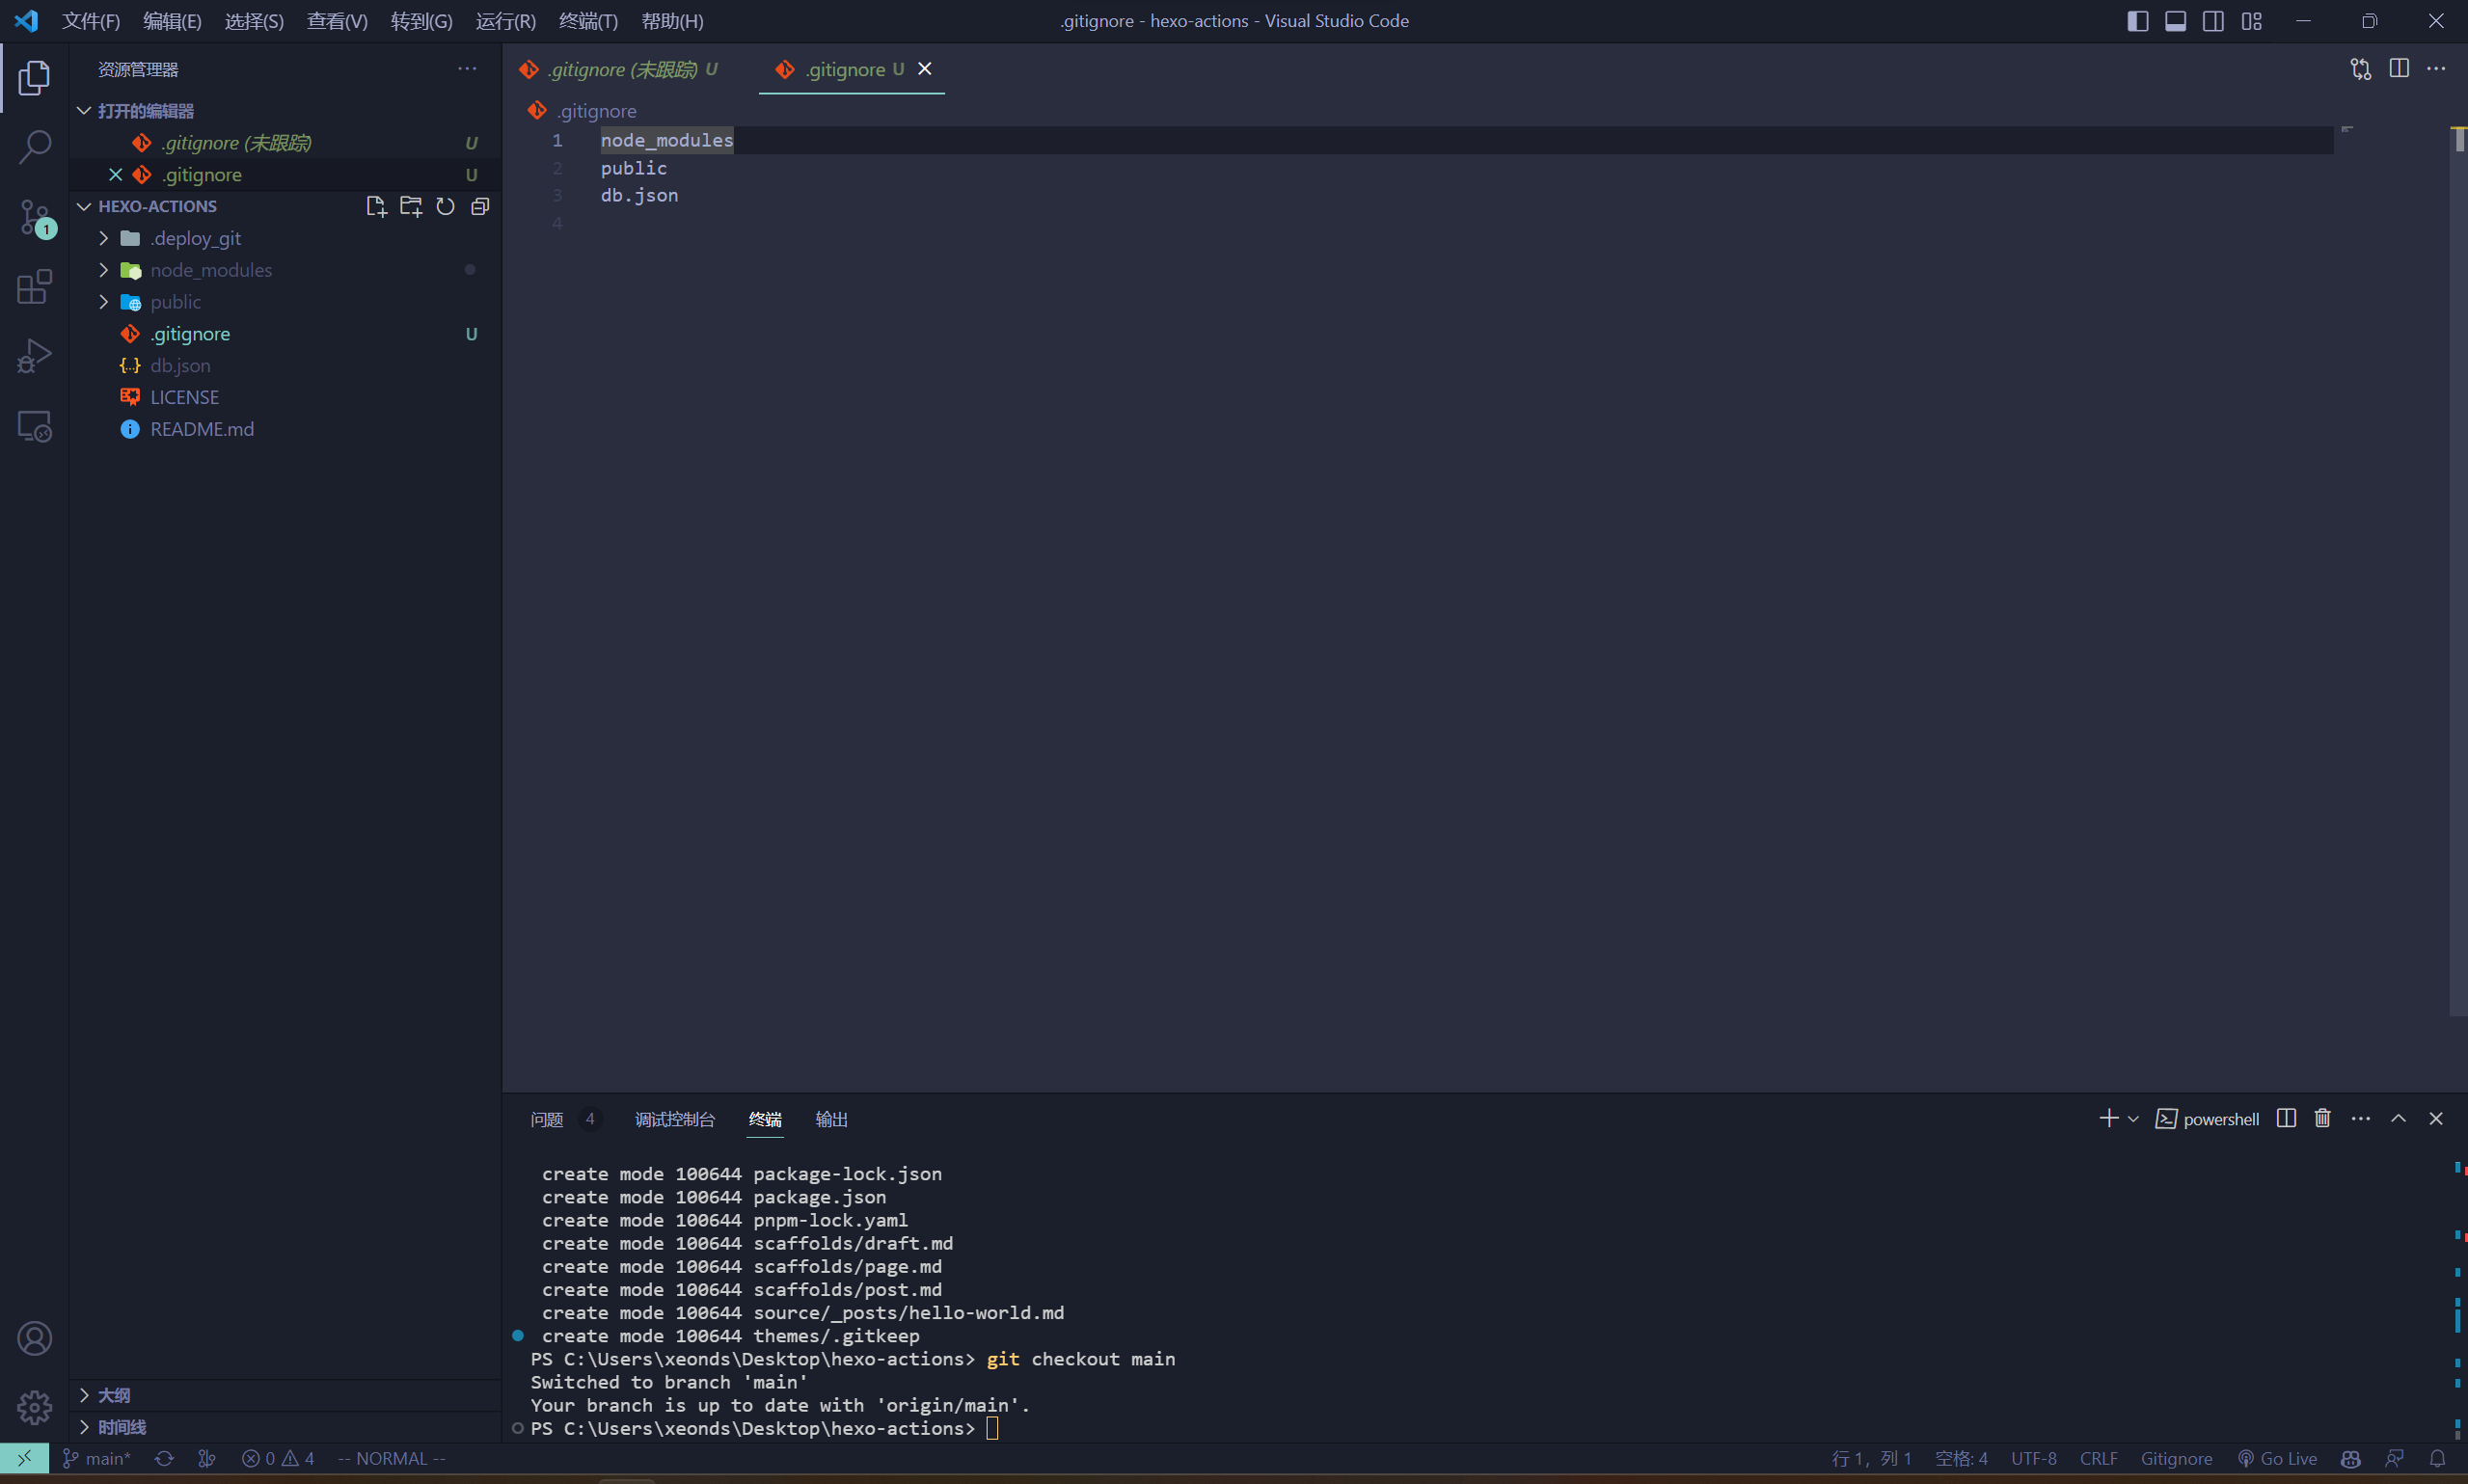 文件(F) 编辑(E) 选择(S) 查看(V) 转到(G) 运行(R) 终端(T) 帮助(H) .gitignore - hexo-actions - Visual Studio Code
资源管理器
打开的编辑器
.gitignore (未跟踪) U
.gitignore U
HEXO-ACTIONS
.deploy_git
node_modules
public
.gitignore U
db.json
LICENSE
README.md
大纲
时间线
1
.gitignore (未跟踪) U .gitignore U
.gitignore
1 node_modules
2 public
3 db.json
4
问题 4 调试控制台 终端 输出 powershell
create mode 100644 package-lock.json
create mode 100644 package.json
create mode 100644 pnpm-lock.yaml
create mode 100644 scaffolds/draft.md
create mode 100644 scaffolds/page.md
create mode 100644 scaffolds/post.md
create mode 100644 source/_posts/hello-world.md
create mode 100644 themes/.gitkeep
PS C:\Users\xeonds\Desktop\hexo-actions> git checkout main
Switched to branch 'main'
Your branch is up to date with 'origin/main'.
PS C:\Users\xeonds\Desktop\hexo-actions>
main* 0 4 -- NORMAL -- 行 1，列 1 空格: 4 UTF-8 CRLF Gitignore Go Live